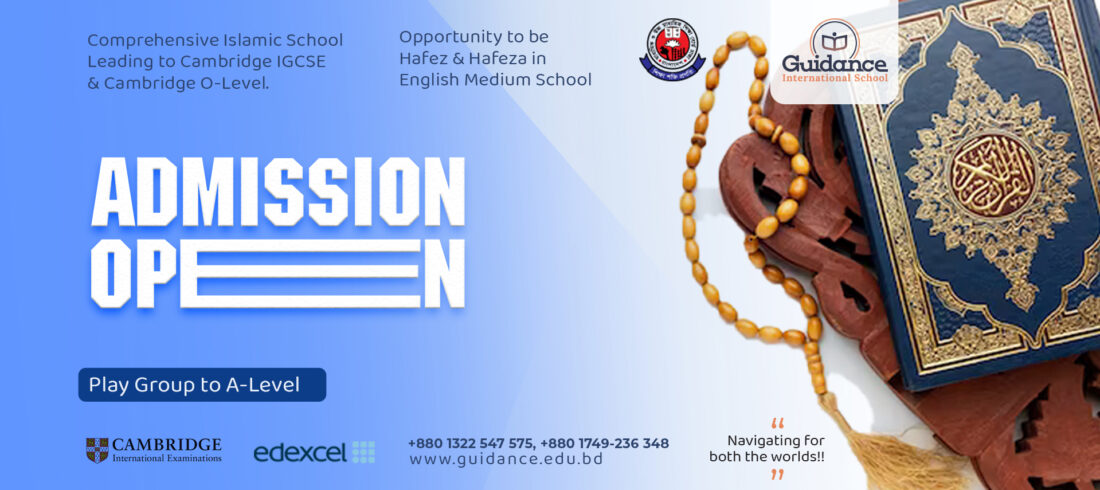 Comprehensive Islamic School
Leading to Cambridge IGCSE
& Cambridge O-Level.
Opportunity to be
Hafez & Hafeza in
English Medium School
Guidance
International School
ADMISSION
OPEN
Play Group to A-Level
CAMBRIDGE
International Examinations
edexcel
+880 1322 547 575, +880 1749-236 348
www.guidance.edu.bd
“
Navigating for
both the worlds!!
”